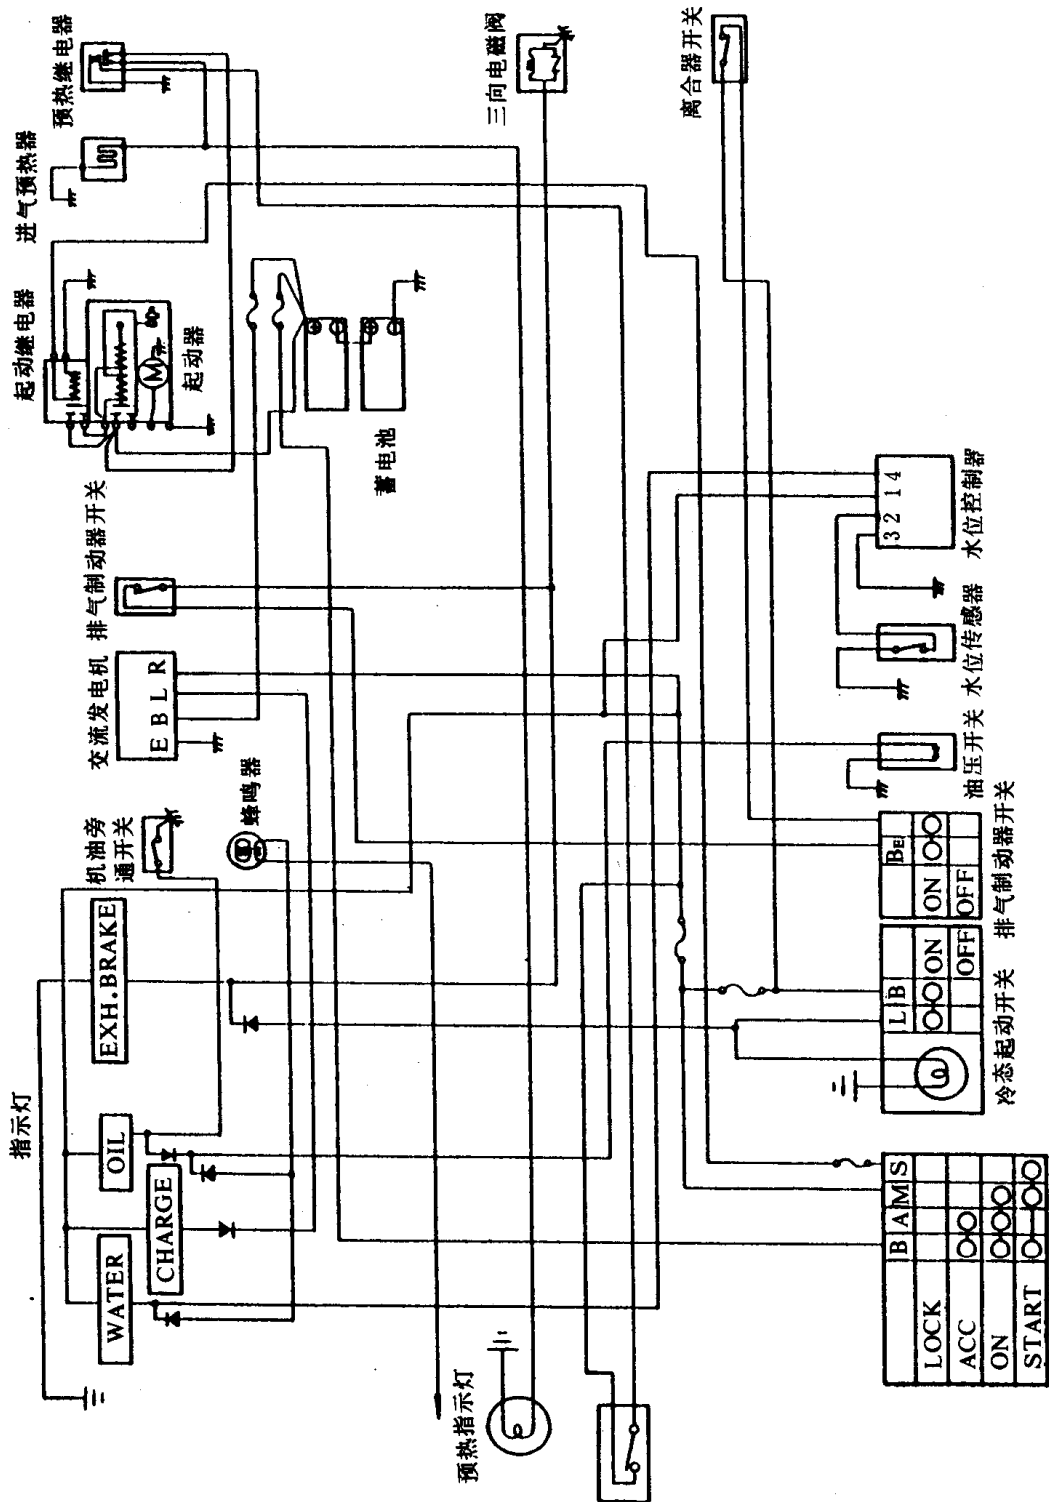 指示灯
WATER
CHARGE
OIL
EXH.BRAKE
机油旁
通开关
蜂鸣器
交流发电机
E B L R
排气制动器开关
起动继电器
起动器
M
进气预热器
预热继电器
蓄电池
三向电磁阀
离合器开关
预热指示灯
B A M S
LOCK
ACC
ON
START
L B
ON
OFF
冷态起动开关
BE
ON
OFF
排气制动器开关
油压开关
水位传感器
3 2 1 4
水位控制器